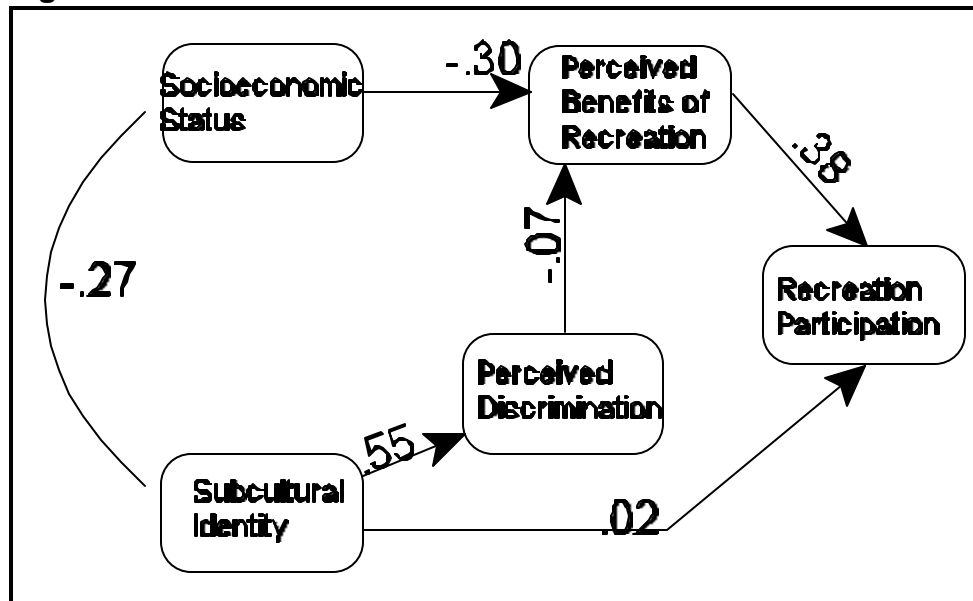 -.30
Socioeconomic
Status
Perceived
Benefits of
Recreation
.38
-.07
-.27
Recreation
Participation
Perceived
Discrimination
.55
Subcultural
Identity
.02